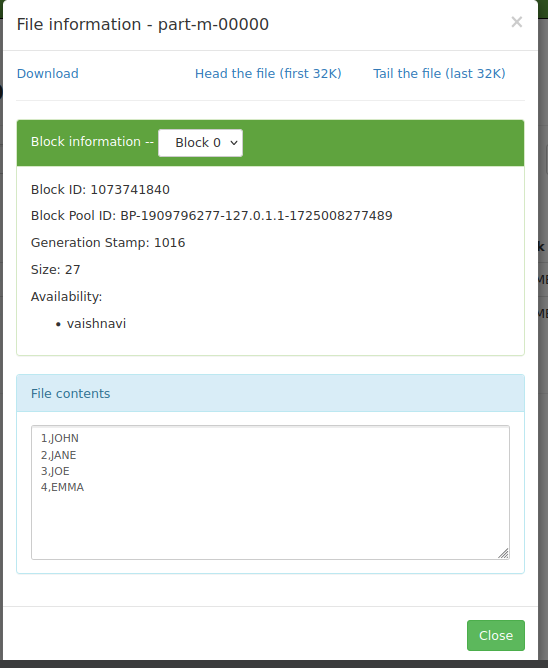 File information - part-m-00000 ×
Download Head the file (first 32K) Tail the file (last 32K)
Block information -- Block 0
Block ID: 1073741840
Block Pool ID: BP-1909796277-127.0.1.1-1725008277489
Generation Stamp: 1016
Size: 27
Availability:
• vaishnavi
File contents
1,JOHN
2,JANE
3,JOE
4,EMMA
Close